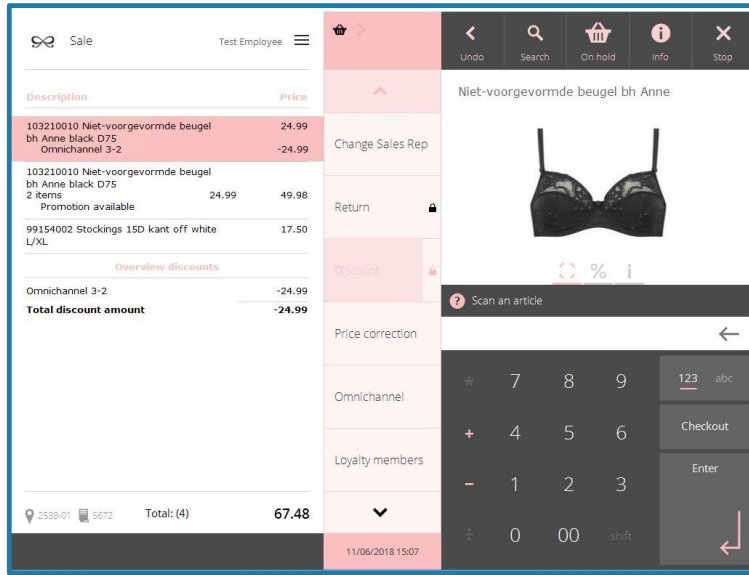 Sale
Test Employee
Description Price
103210010 Niet-voorgevormde beugel 24.99
bh Anne black D75
Omnichannel 3-2 -24.99
103210010 Niet-voorgevormde beugel
bh Anne black D75
2 items 24.99 49.98
Promotion available
99154002 Stockings 15D kant off white 17.50
L/XL
Overview discounts
Omnichannel 3-2 -24.99
Total discount amount -24.99
2538-01 5672 Total: (4) 67.48
Change Sales Rep
Return
Discount
Price correction
Omnichannel
Loyalty members
11/06/2018 15:07
Undo Search On hold Info Stop
Niet-voorgevormde beugel bh Anne
% i
? Scan an article
* 7 8 9 123 abc
+ 4 5 6 Checkout
- 1 2 3 Enter
÷ 0 00 shift